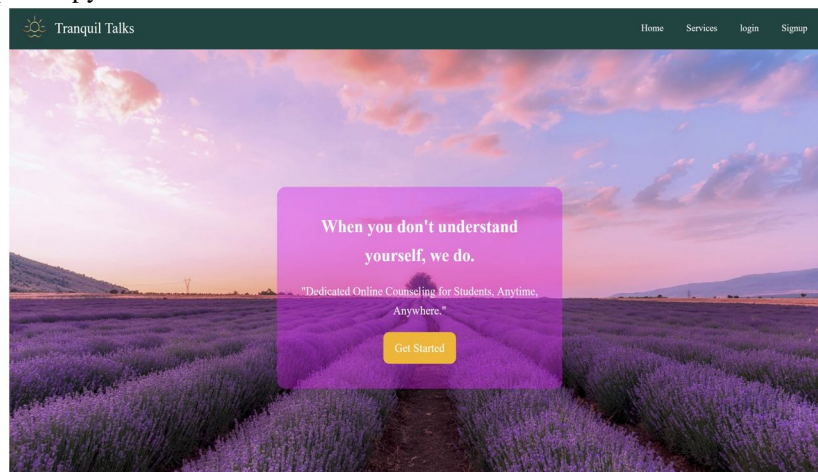 Tranquil Talks
Home Services login Signup
When you don't understand
yourself, we do.
"Dedicated Online Counseling for Students, Anytime,
Anywhere."
Get Started